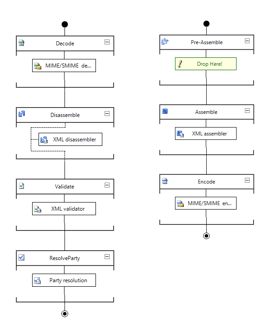 Decode
MIME/SMIME de...
Disassemble
XML disassembler
Validate
XML validator
ResolveParty
Party resolution
Pre-Assemble
Drop Here!
Assemble
XML assembler
Encode
MIME/SMIME en...